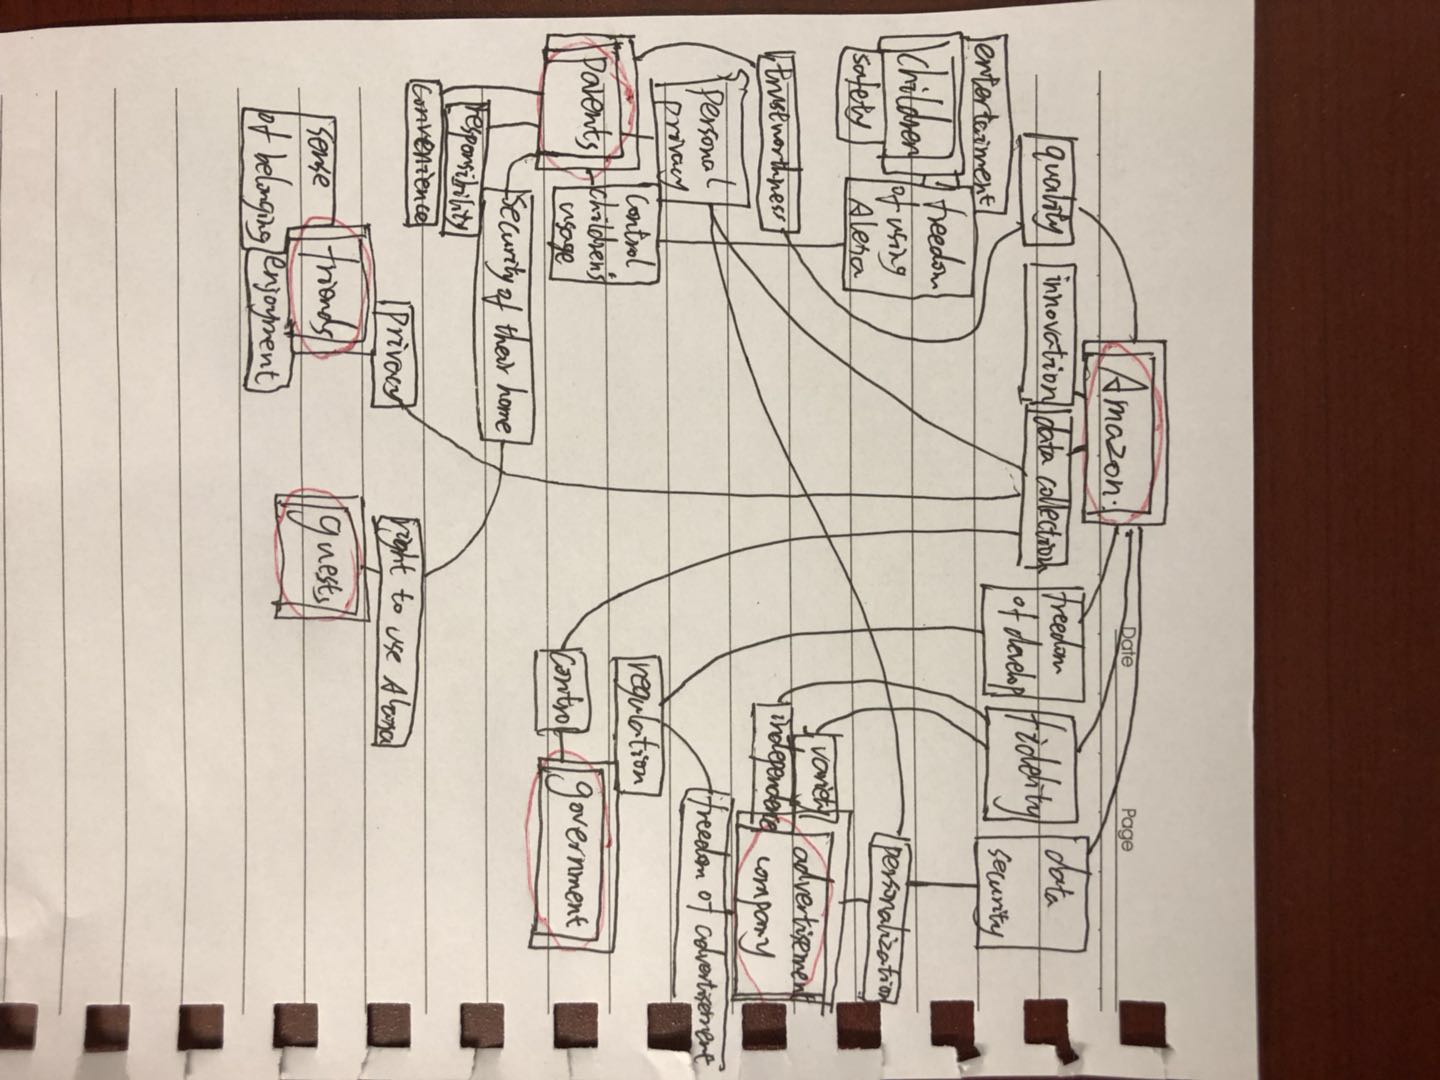 Date
Page
Amazon.
quality
innovation
data collection
freedom
of develop
fidelity
data
security
entertainment
children
safety
freedom
of using
Alexa
trustworthness
personal
privacy
parents
control
children's
usage
responsibility
convenience
security of their home
personalization
variety
independence
advertisement
company
freedom of advertisement
regulation
control
government
privacy
friends
sense
of belonging
enjoyment
right to use Alexa
guests